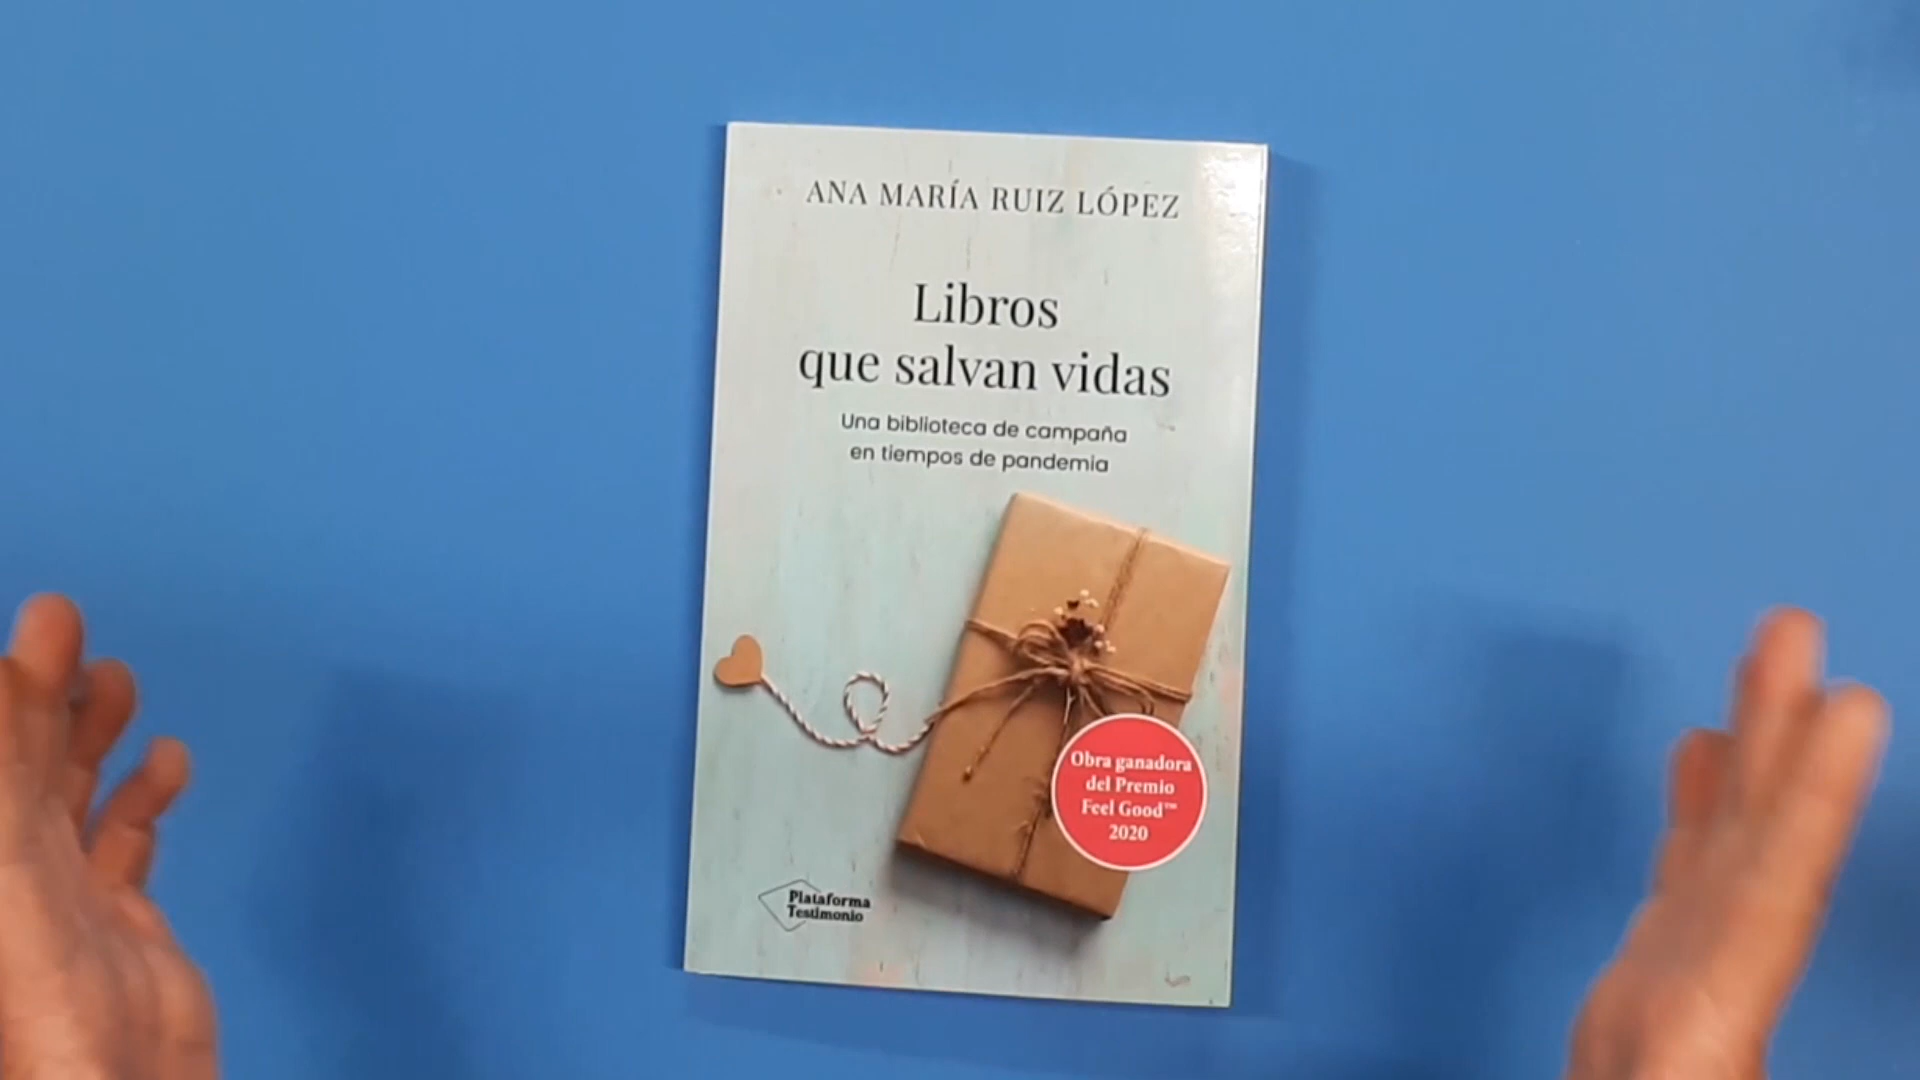 ANA MARÍA RUIZ LÓPEZ
Libros
que salvan vidas
Una biblioteca de campaña
en tiempos de pandemia
Obra ganadora
del Premio
Feel Good™
2020
Plataforma
Testimonio